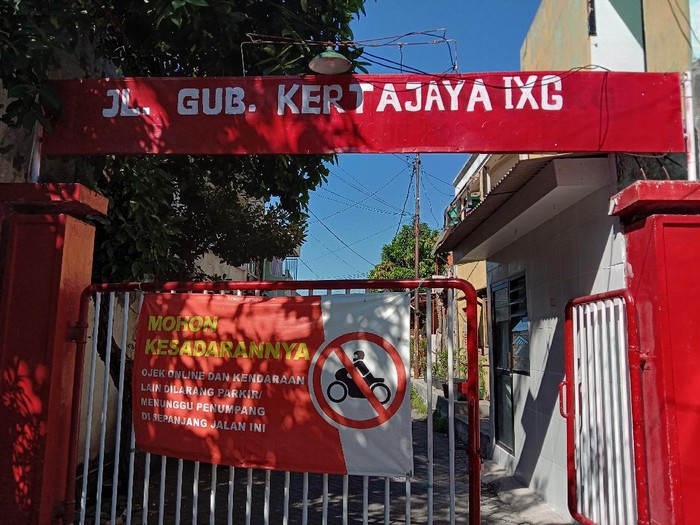 JL. GUB. KERTAJAYA IXG
MOHON
KESADARANNYA
OJEK ONLINE DAN KENDARAAN
LAIN DILARANG PARKIR/
MENUNGGU PENUMPANG
DI SEPANJANG JALAN INI